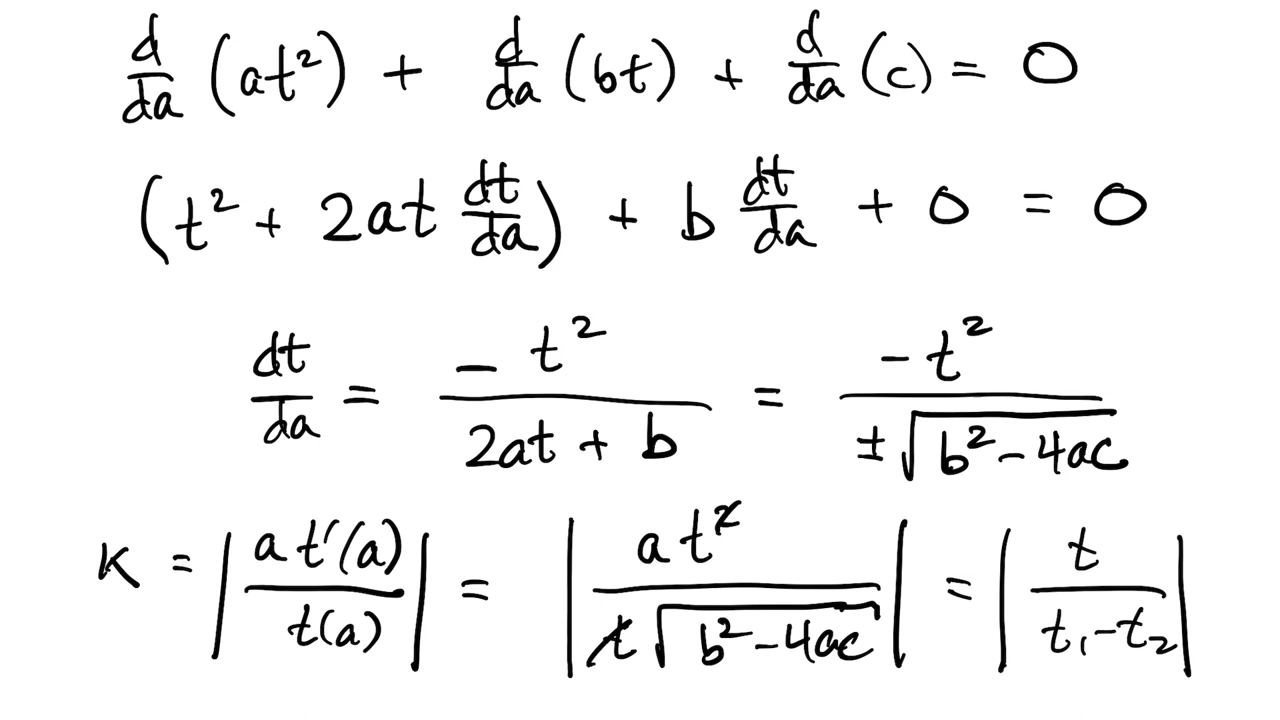 d/da (at²) + d/da (bt) + d/da (c) = 0
(t² + 2at dt/da) + b dt/da + 0 = 0
dt/da = -t²/(2at + b) = -t²/(±√(b²-4ac))
K = |a t'(a)/t(a)| = |at²/(t√(b²-4ac))| = |t/(t₁-t₂)|